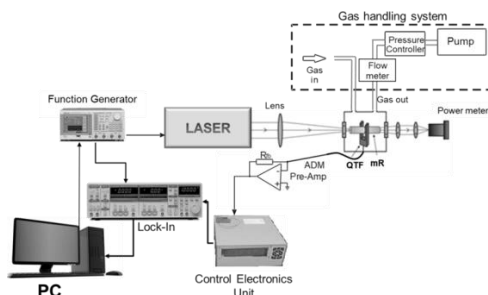 Gas handling system
Pressure
Controller
Pump
Gas
in
Flow
meter
Gas out
Function Generator
Lens
Power meter
LASER
Rfb
ADM
Pre-Amp
QTF
mR
Lock-In
Control Electronics
Unit
PC